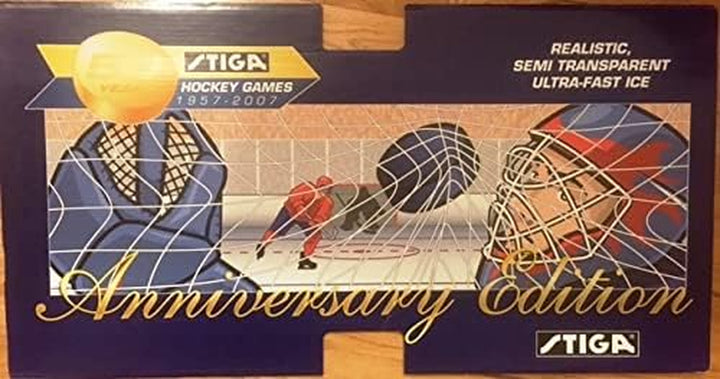 STIGA
HOCKEY GAMES
1957-2007
REALISTIC,
SEMI TRANSPARENT
ULTRA-FAST ICE
Anniversary Edition
STIGA